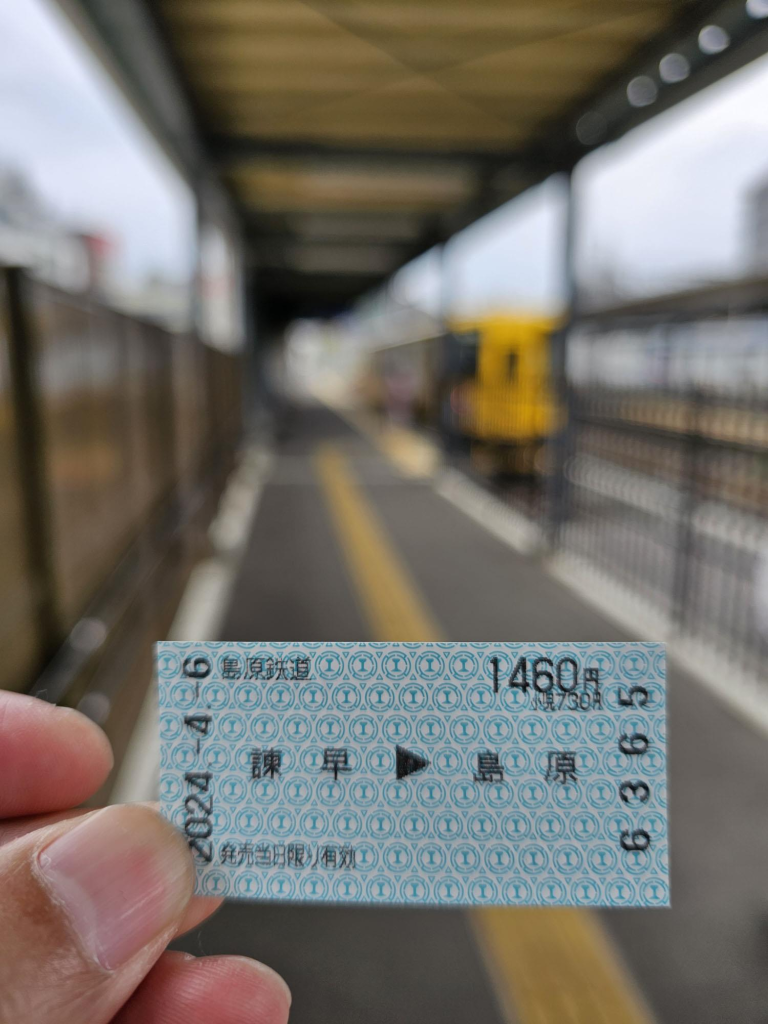 島原鉄道
1460円
小児730円
諫早▶島原
発売当日限り有効
2024-4.-6
6365